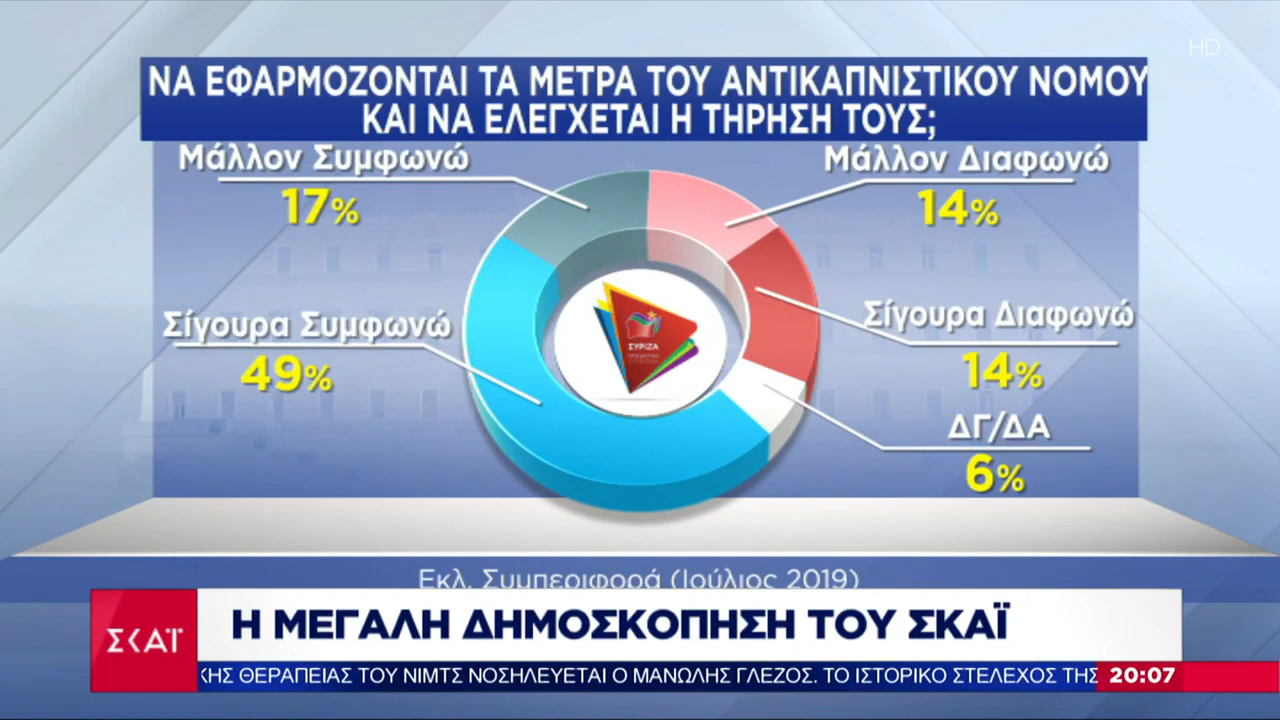 HD
ΝΑ ΕΦΑΡΜΟΖΟΝΤΑΙ ΤΑ ΜΕΤΡΑ ΤΟΥ ΑΝΤΙΚΑΠΝΙΣΤΙΚΟΥ ΝΟΜΟΥ
ΚΑΙ ΝΑ ΕΛΕΓΧΕΤΑΙ Η ΤΗΡΗΣΗ ΤΟΥΣ;
Μάλλον Συμφωνώ
17%
Μάλλον Διαφωνώ
14%
Σίγουρα Συμφωνώ
49%
Σίγουρα Διαφωνώ
14%
ΔΓ/ΔΑ
6%
ΣΥΡΙΖΑ
Εκλ. Συμπεριφορά (Ιούλιος 2019)
ΣΚΑΪ
Η ΜΕΓΑΛΗ ΔΗΜΟΣΚΟΠΗΣΗ ΤΟΥ ΣΚΑΪ
ΚΗΣ ΘΕΡΑΠΕΙΑΣ ΤΟΥ ΝΙΜΤΣ ΝΟΣΗΛΕΥΕΤΑΙ Ο ΜΑΝΩΛΗΣ ΓΛΕΖΟΣ. ΤΟ ΙΣΤΟΡΙΚΟ ΣΤΕΛΕΧΟΣ ΤΗΣ
20:07